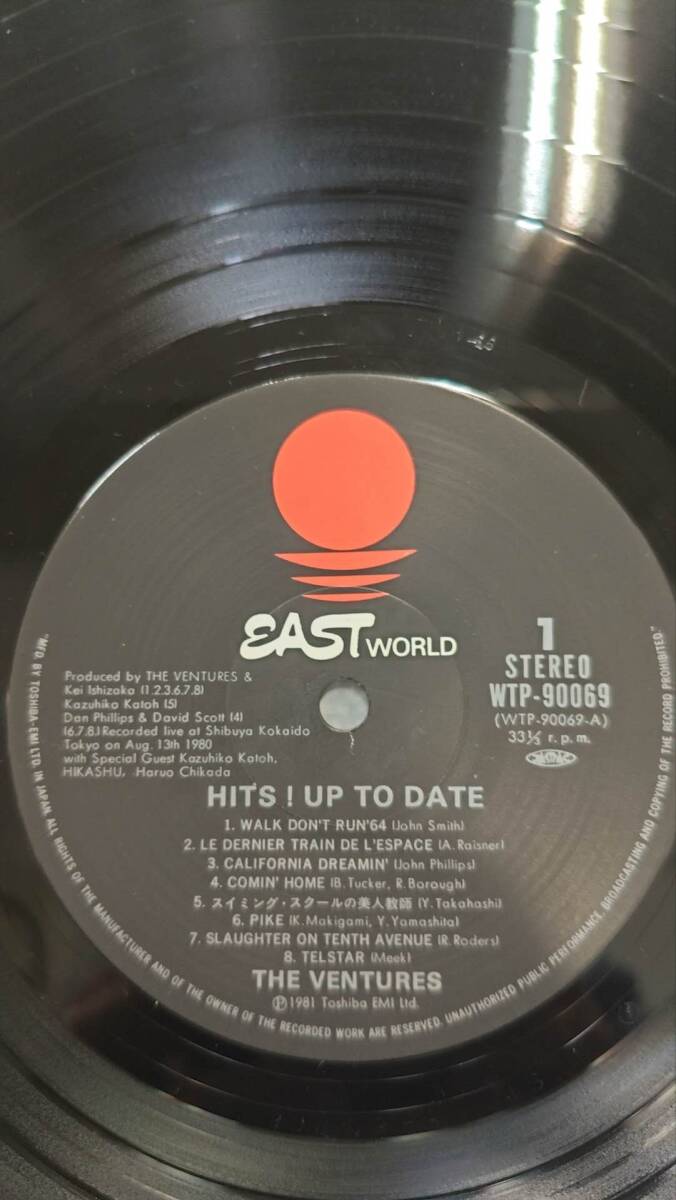 EAST WORLD
Produced by THE VENTURES &
Kei Ishizaka (1.2.3.6.7.8)
Kazuhiko Katoh (5)
Dan Phillips & David Scott (4)
(6.7.8.) Recorded live at Shibuya Kokaido
Tokyo on Aug. 13th 1980
with Special Guest Kazuhiko Katoh,
HIKASHU, Haruo Chikada
1
STEREO
WTP-90069
(WTP-90069-A)
33⅓ r.p.m.
HITS ! UP TO DATE
1. WALK DON'T RUN'64 (John Smith)
2. LE DERNIER TRAIN DE L'ESPACE (A. Raisner)
3. CALIFORNIA DREAMIN' (John Phillips)
4. COMIN' HOME (B. Tucker, R. Borough)
5. スイミング・スクールの美人教師 (Y. Takahashi)
6. PIKE (K. Makigami, Y. Yamashita)
7. SLAUGHTER ON TENTH AVENUE (R. Roders)
8. TELSTAR (Meek)
THE VENTURES
Ⓟ1981 Toshiba EMI Ltd.
"MFD. BY TOSHIBA-EMI LTD. IN JAPAN. ALL RIGHTS OF THE MANUFACTURER AND OF THE OWNER OF THE RECORDED WORK ARE RESERVED. UNAUTHORIZED PUBLIC PERFORMANCE, BROADCASTING AND COPYING OF THE RECORD PROHIBITED."